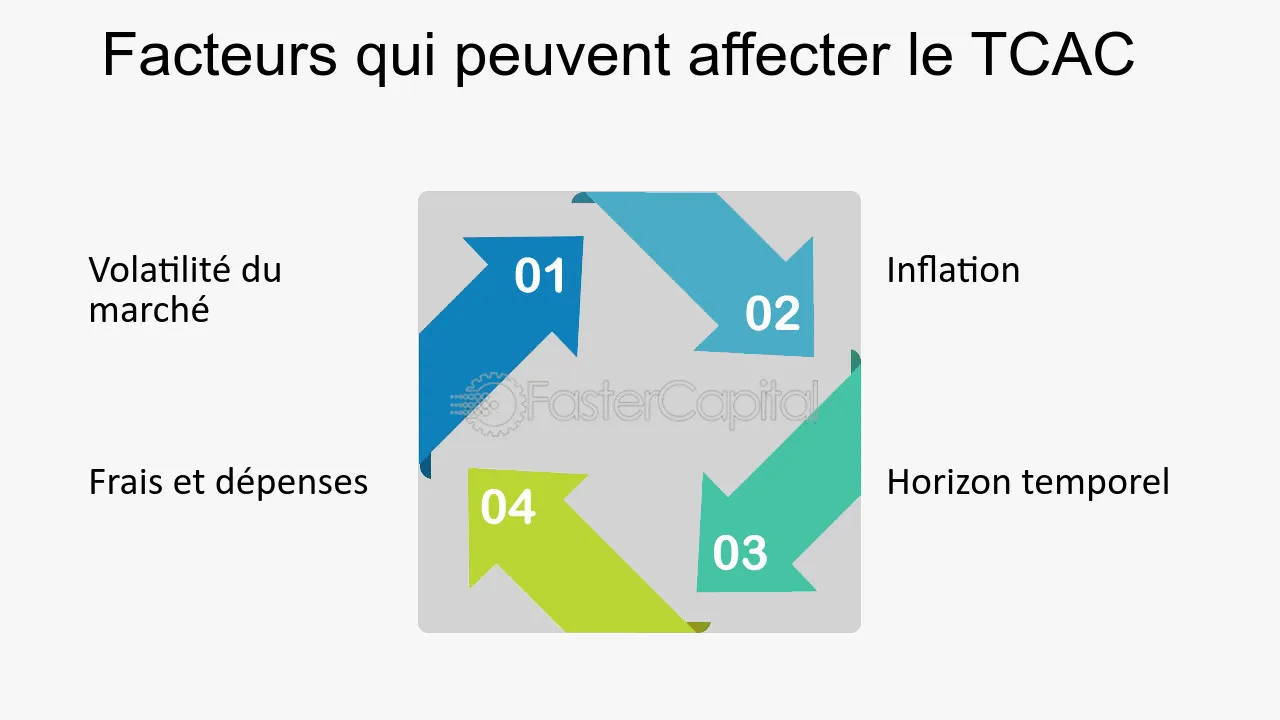 Facteurs qui peuvent affecter le TCAC
Volatilité du
marché
01
02
Inflation
FasterCapital
Frais et dépenses
04
03
Horizon temporel